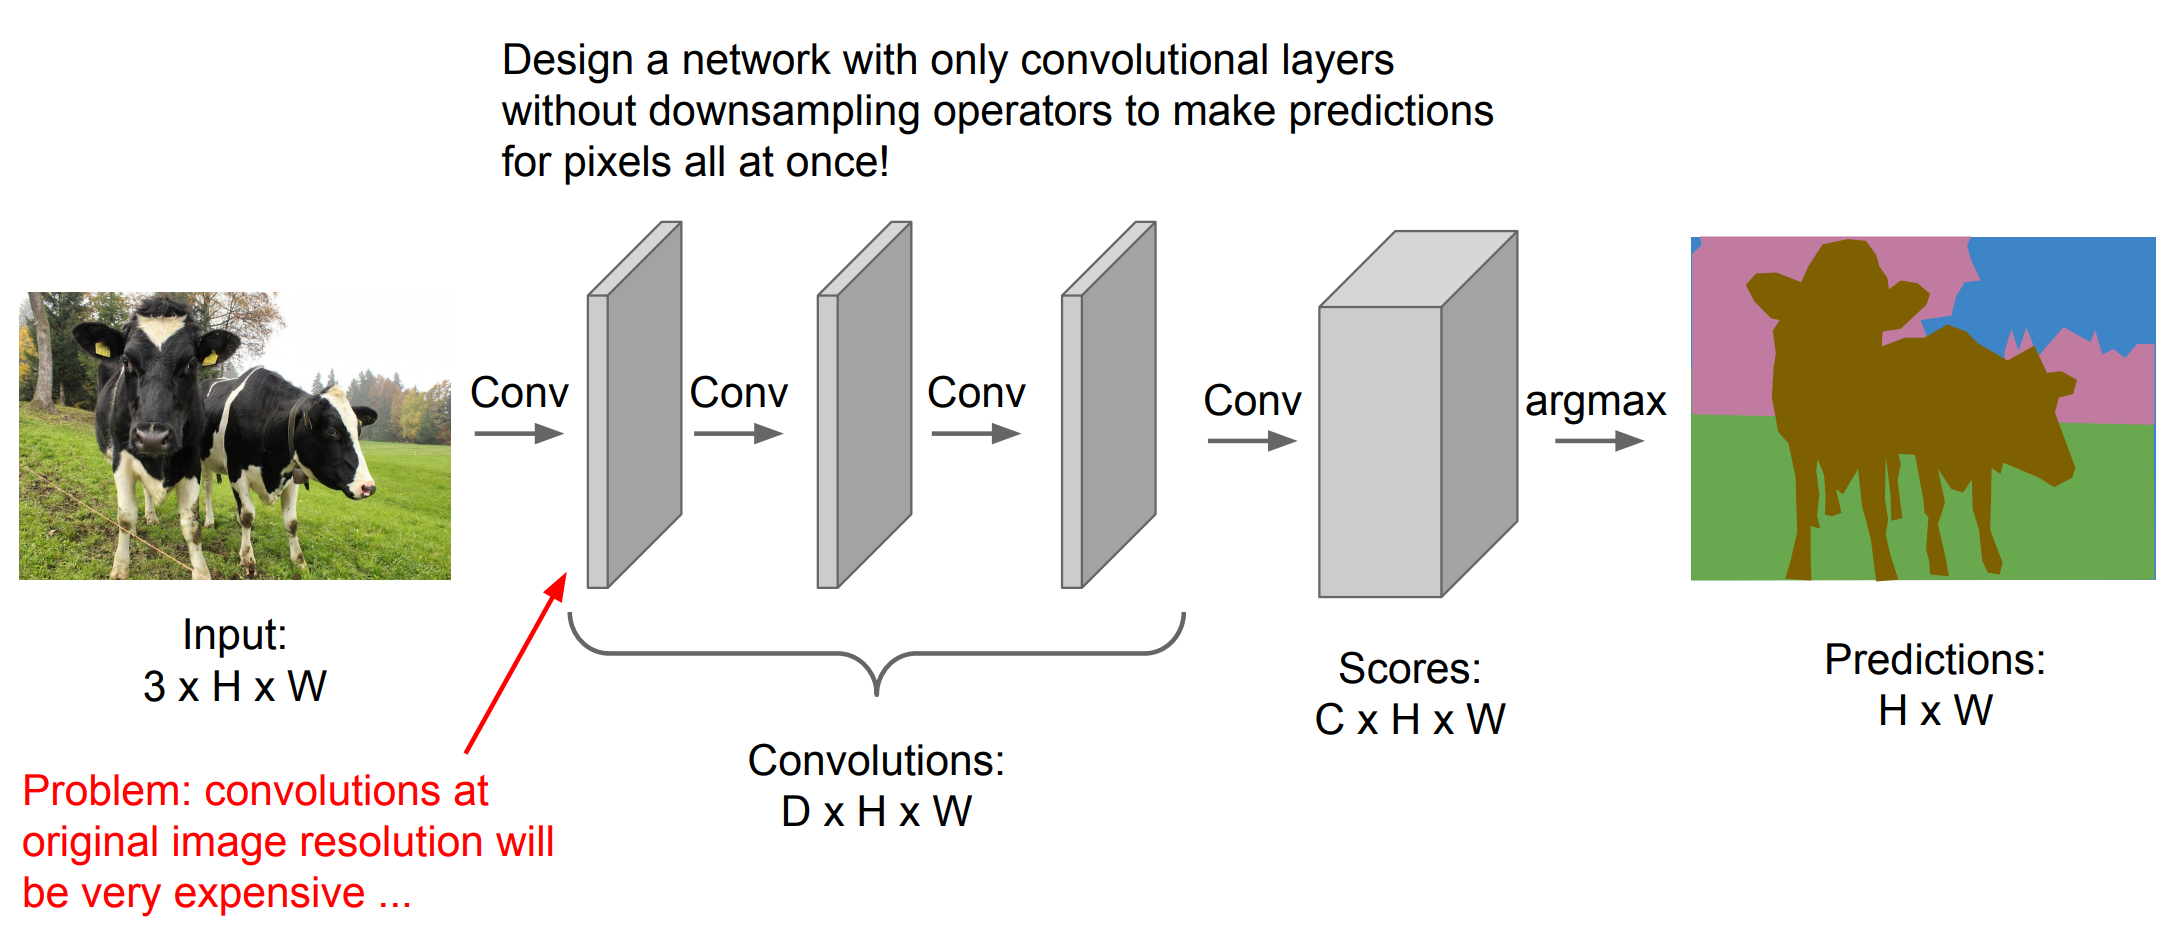 Design a network with only convolutional layers
without downsampling operators to make predictions
for pixels all at once!
Conv
Conv
Conv
Conv
argmax
Input:
3 x H x W
Problem: convolutions at
original image resolution will
be very expensive ...
Convolutions:
D x H x W
Scores:
C x H x W
Predictions:
H x W